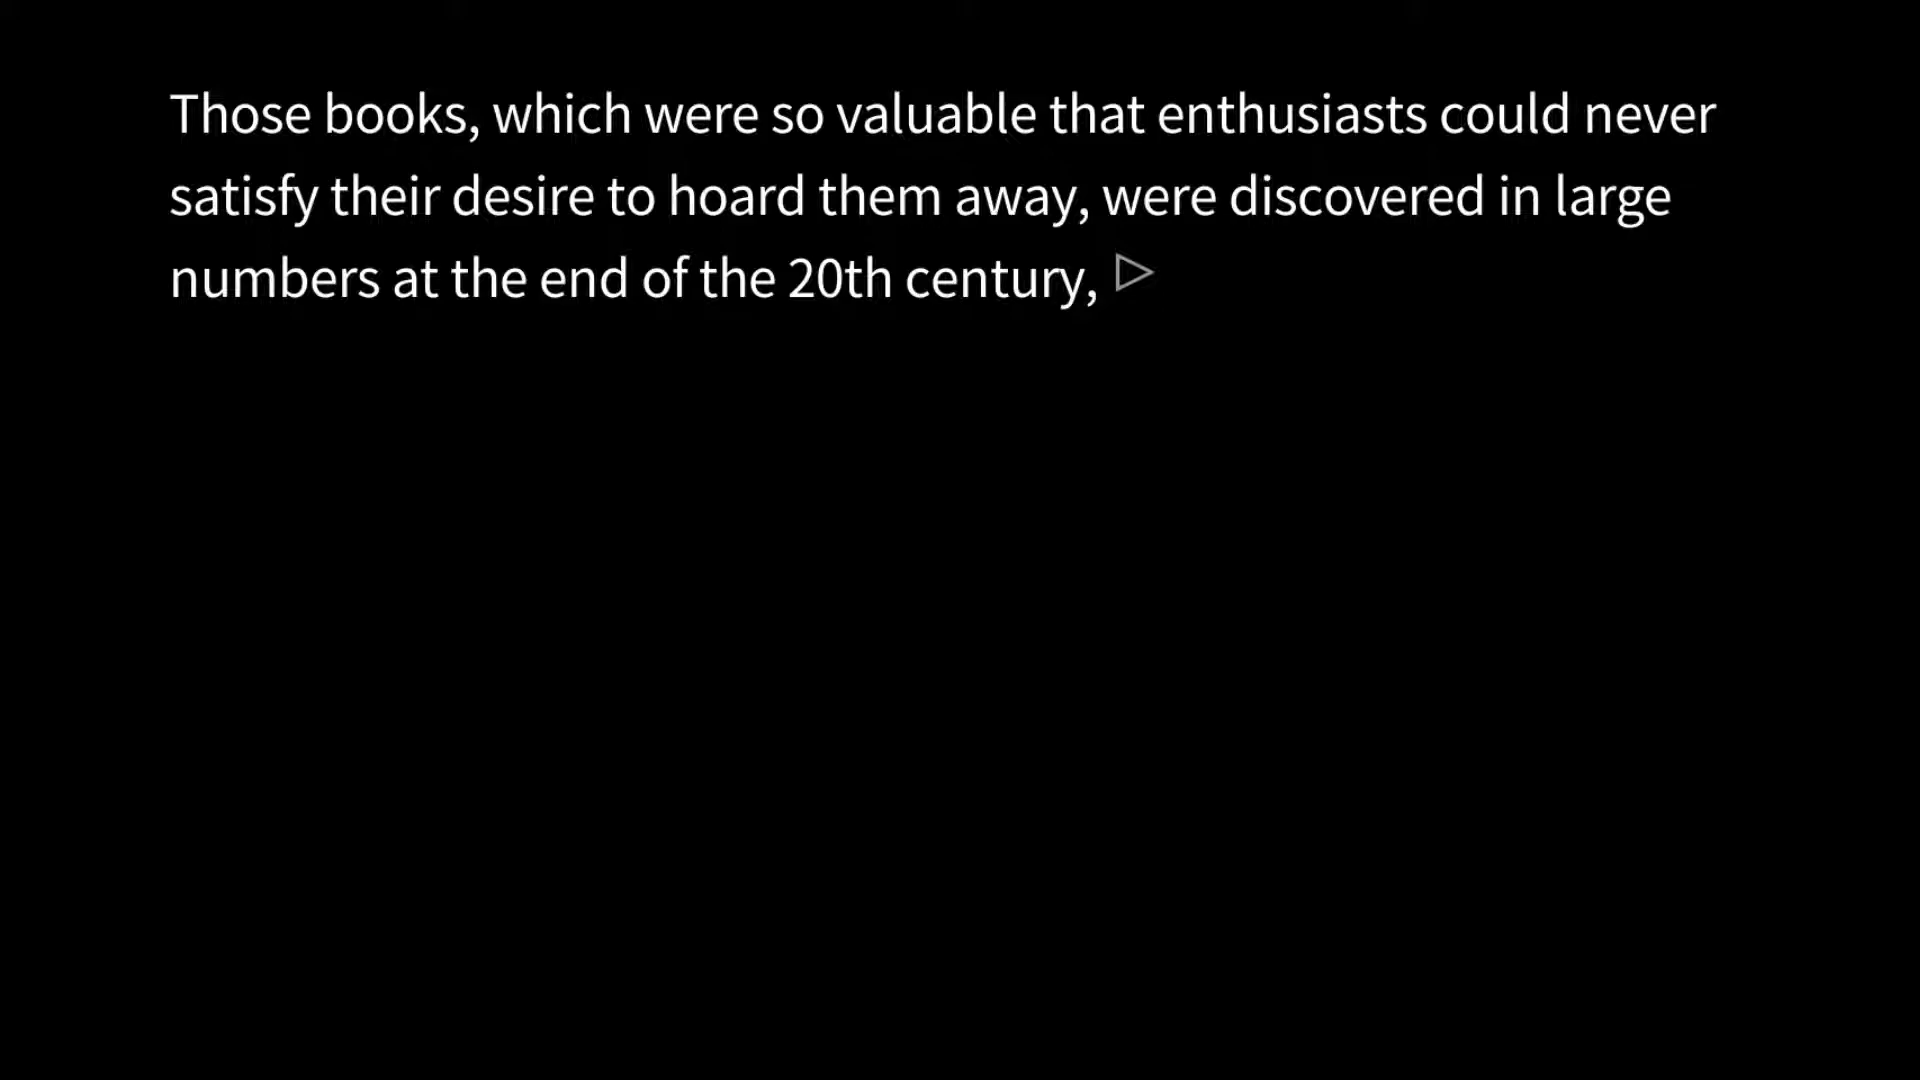 Those books, which were so valuable that enthusiasts could never
satisfy their desire to hoard them away, were discovered in large
numbers at the end of the 20th century,